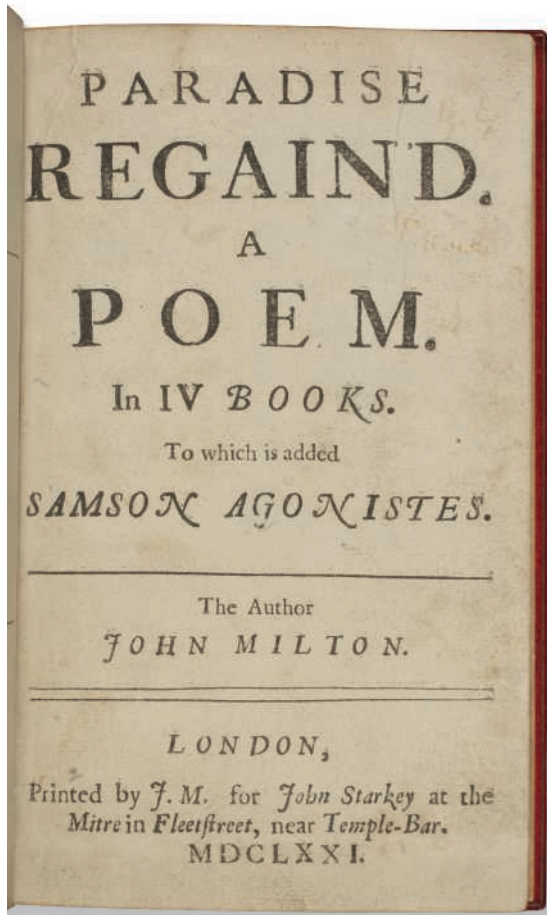 PARADISE
REGAIN'D.
A
POEM.
In IV BOOKS.
To which is added
SAMSON AGONISTES.
The Author
JOHN MILTON.
LONDON,
Printed by J. M. for John Starkey at the
Mitre in Fleetſtreet, near Temple-Bar.
MDCLXXI.